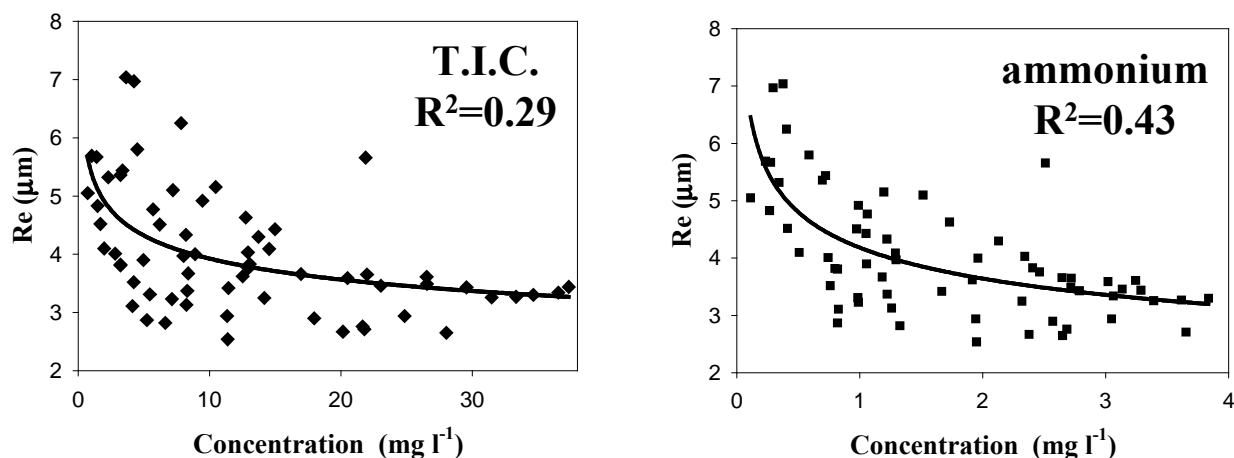 T.I.C.
R²=0.29
8
7
6
5
4
3
2
Re (μm)
0
10
20
30
Concentration (mg l⁻¹)
ammonium
R²=0.43
8
7
6
5
4
3
2
Re (μm)
0
1
2
3
4
Concentration (mg l⁻¹)